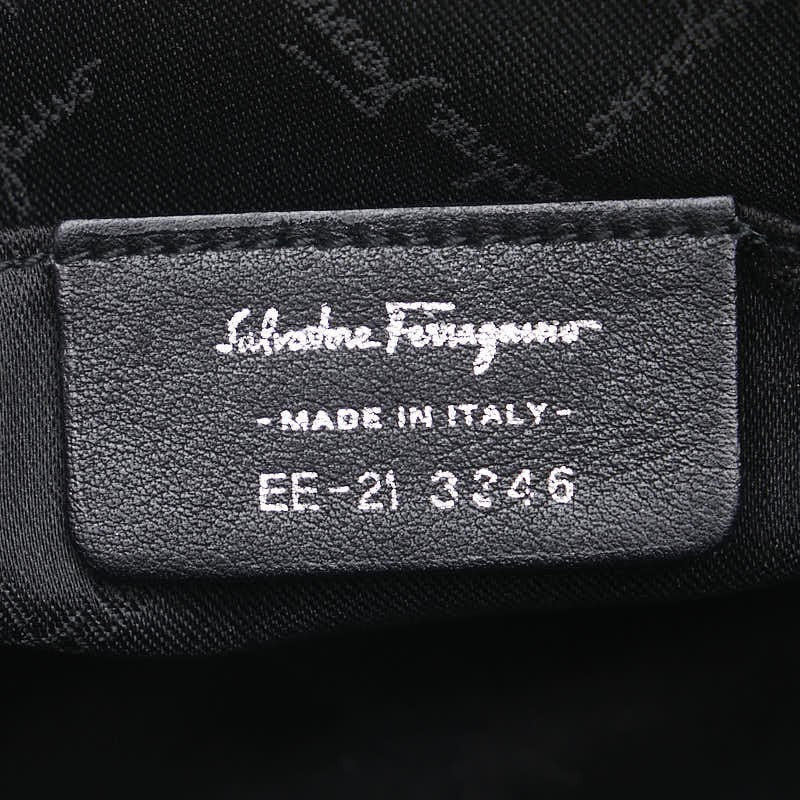 Salvatore Ferragamo
-MADE IN ITALY-
EE-21 3346